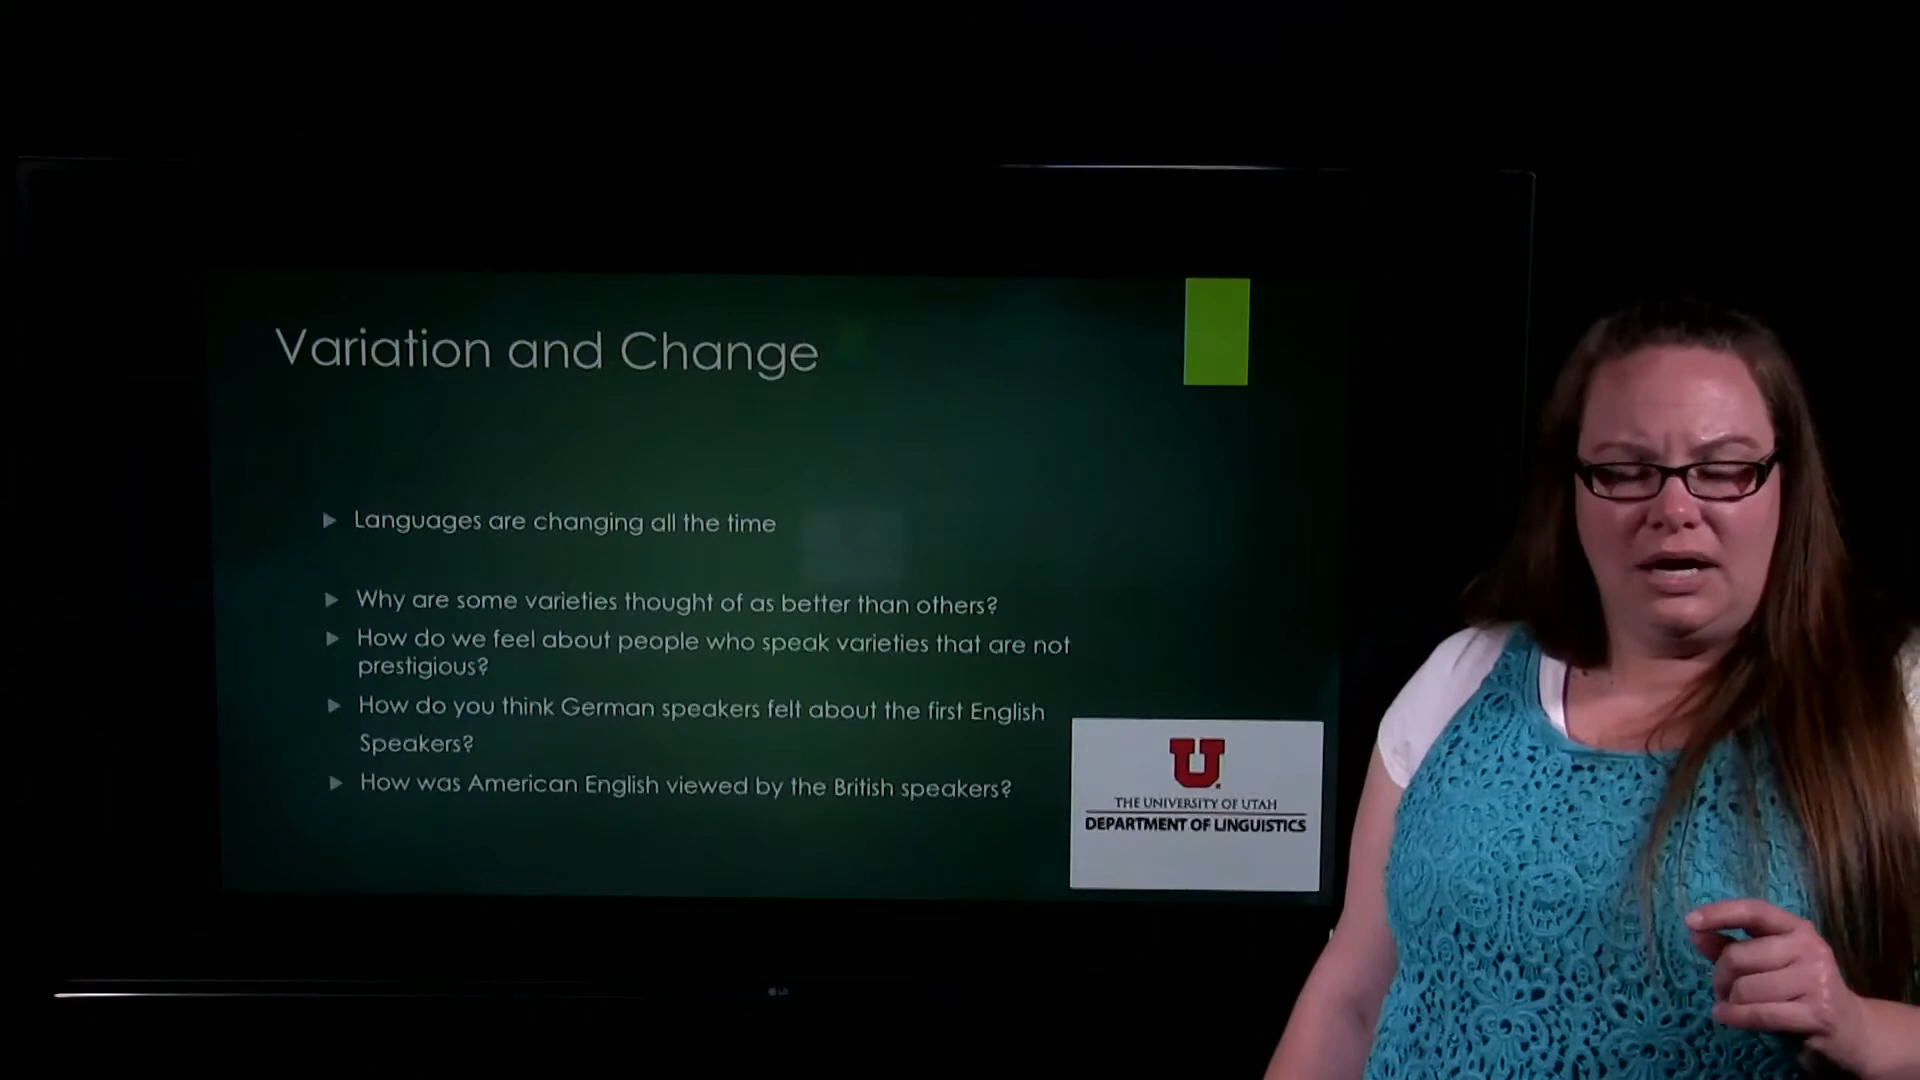 Variation and Change
Languages are changing all the time
Why are some varieties thought of as better than others?
How do we feel about people who speak varieties that are not
prestigious?
How do you think German speakers felt about the first English
Speakers?
How was American English viewed by the British speakers?
U
THE UNIVERSITY OF UTAH
DEPARTMENT OF LINGUISTICS
LG